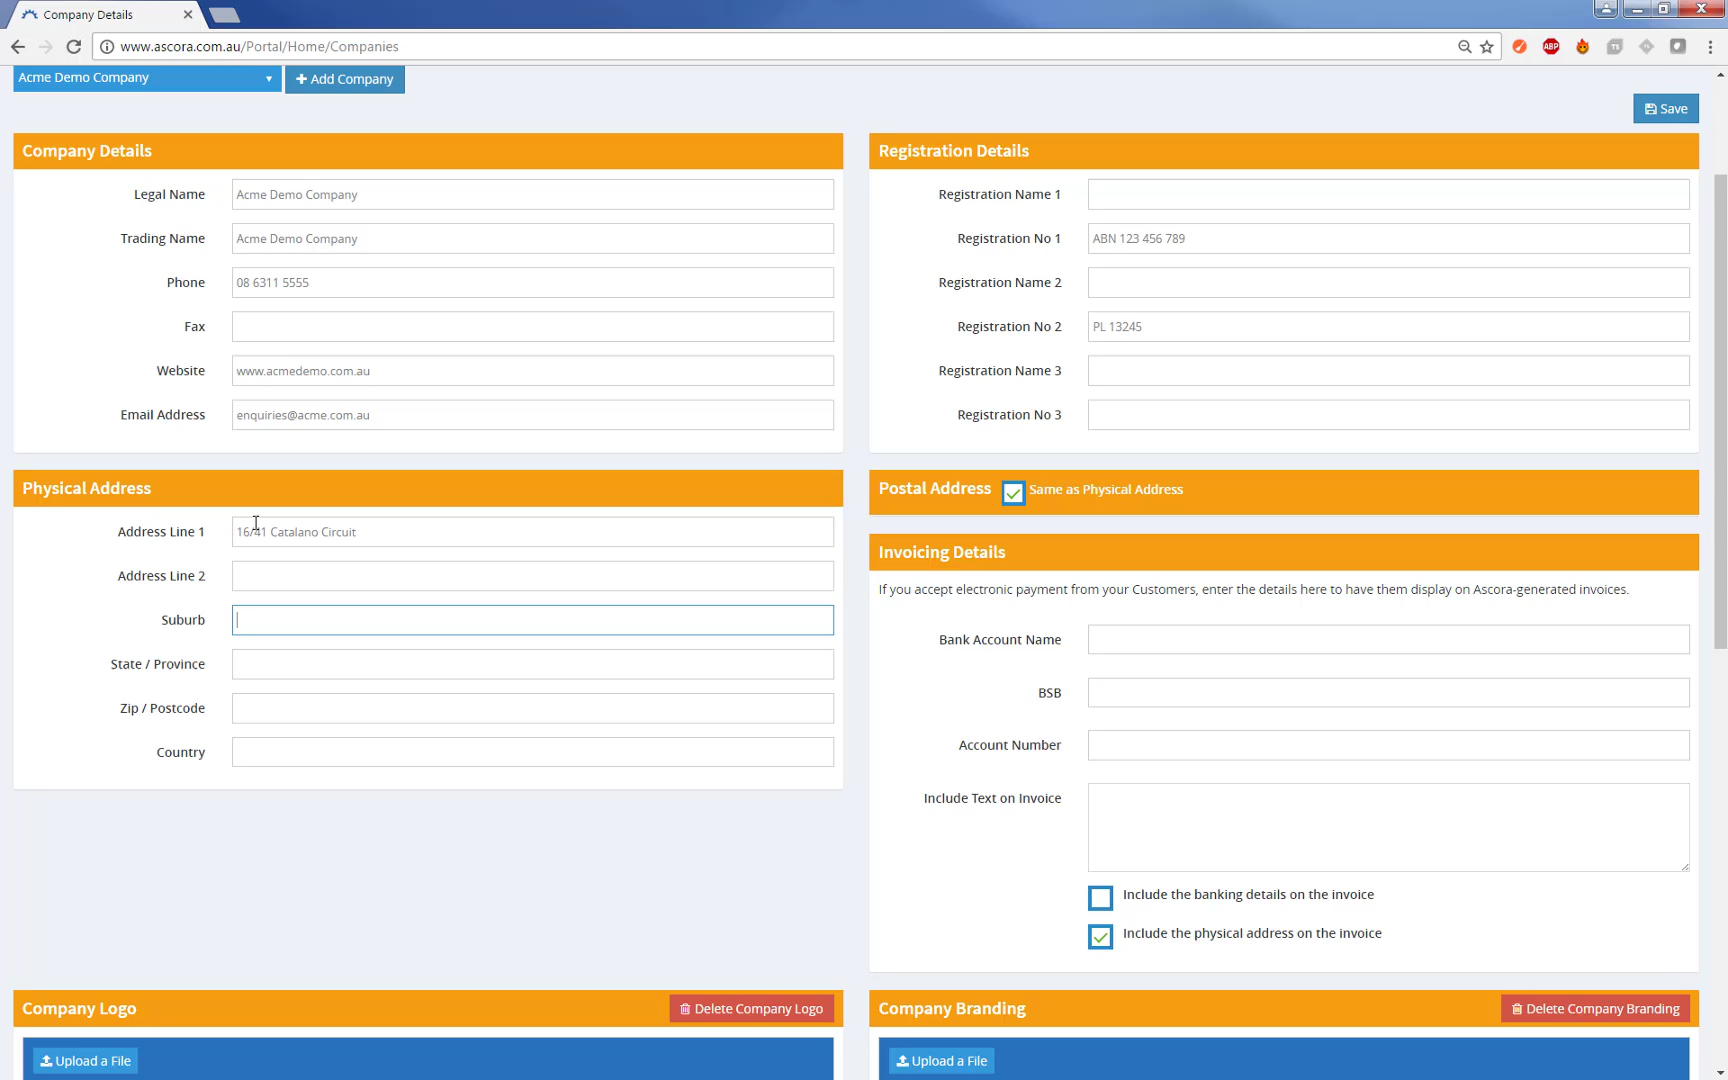 Company Details
www.ascora.com.au/Portal/Home/Companies
ABP
TS
Acme Demo Company
Add Company
Save
Company Details
Legal Name Acme Demo Company
Trading Name Acme Demo Company
Phone 08 6311 5555
Fax
Website www.acmedemo.com.au
Email Address enquiries@acme.com.au
Registration Details
Registration Name 1
Registration No 1 ABN 123 456 789
Registration Name 2
Registration No 2 PL 13245
Registration Name 3
Registration No 3
Physical Address
Address Line 1 16/41 Catalano Circuit
Address Line 2
Suburb
State / Province
Zip / Postcode
Country
Postal Address Same as Physical Address
Invoicing Details
If you accept electronic payment from your Customers, enter the details here to have them display on Ascora-generated invoices.
Bank Account Name
BSB
Account Number
Include Text on Invoice
Include the banking details on the invoice
Include the physical address on the invoice
Company Logo Delete Company Logo
Upload a File
Company Branding Delete Company Branding
Upload a File